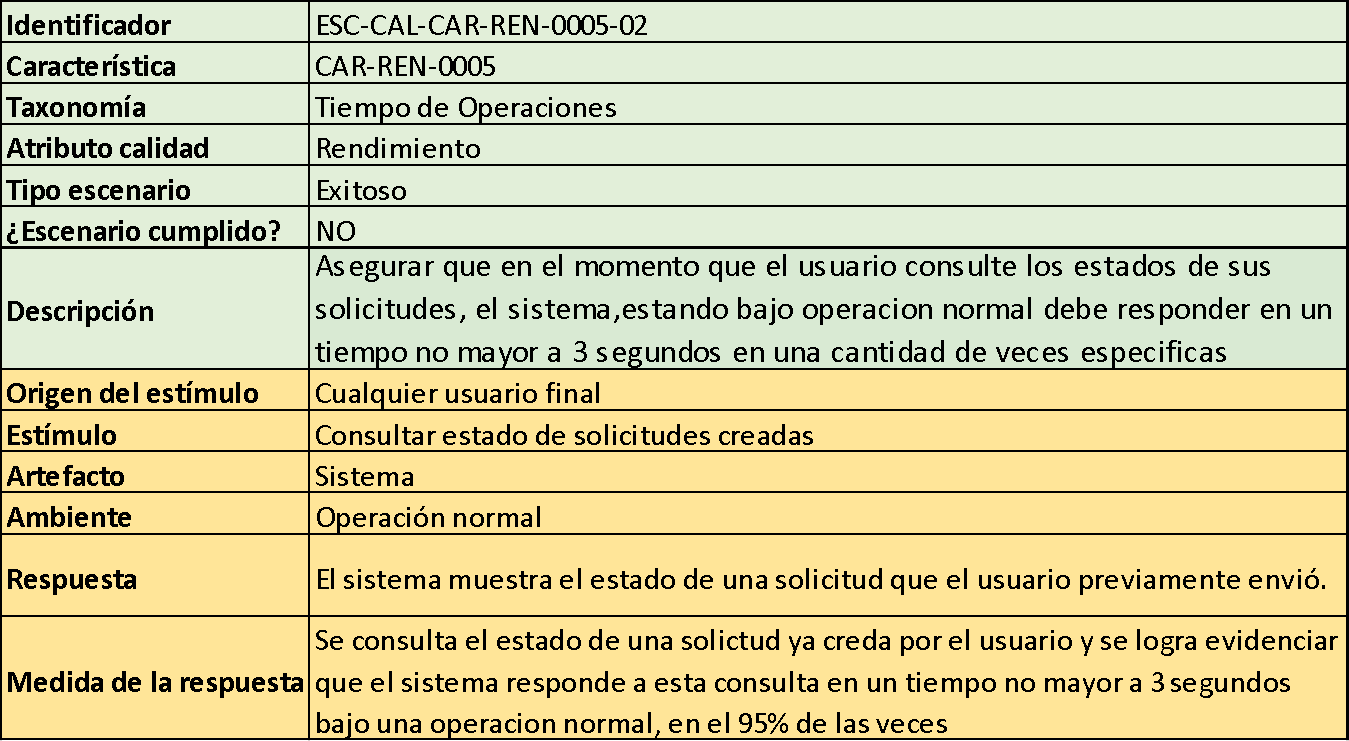 Identificador ESC-CAL-CAR-REN-0005-02
Característica CAR-REN-0005
Taxonomía Tiempo de Operaciones
Atributo calidad Rendimiento
Tipo escenario Exitoso
¿Escenario cumplido? NO
Descripción
Asegurar que en el momento que el usuario consulte los estados de sus
solicitudes, el sistema,estando bajo operacion normal debe responder en un
tiempo no mayor a 3 segundos en una cantidad de veces especificas
Origen del estímulo Cualquier usuario final
Estímulo Consultar estado de solicitudes creadas
Artefacto Sistema
Ambiente Operación normal
Respuesta El sistema muestra el estado de una solicitud que el usuario previamente envió.
Medida de la respuesta
Se consulta el estado de una solictud ya creda por el usuario y se logra evidenciar
que el sistema responde a esta consulta en un tiempo no mayor a 3 segundos
bajo una operacion normal, en el 95% de las veces